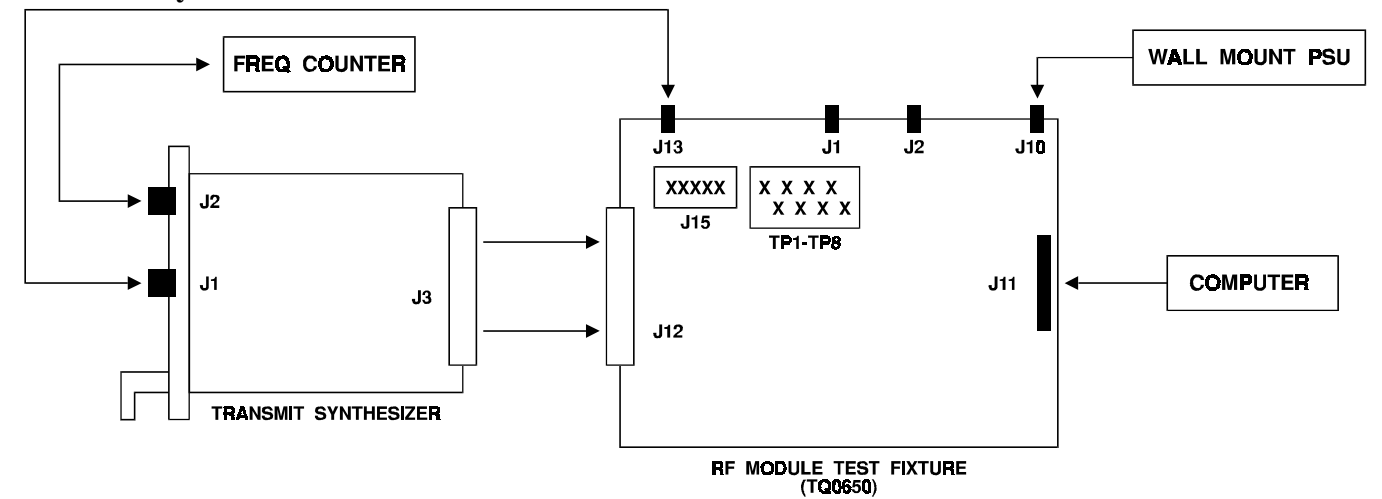 FREQ COUNTER
WALL MOUNT PSU
J13
J1
J2
J10
XXXXX
X X X X
X X X X
J15
TP1-TP8
J2
J1
J3
J12
J11
COMPUTER
TRANSMIT SYNTHESIZER
RF MODULE TEST FIXTURE
(TQ0650)